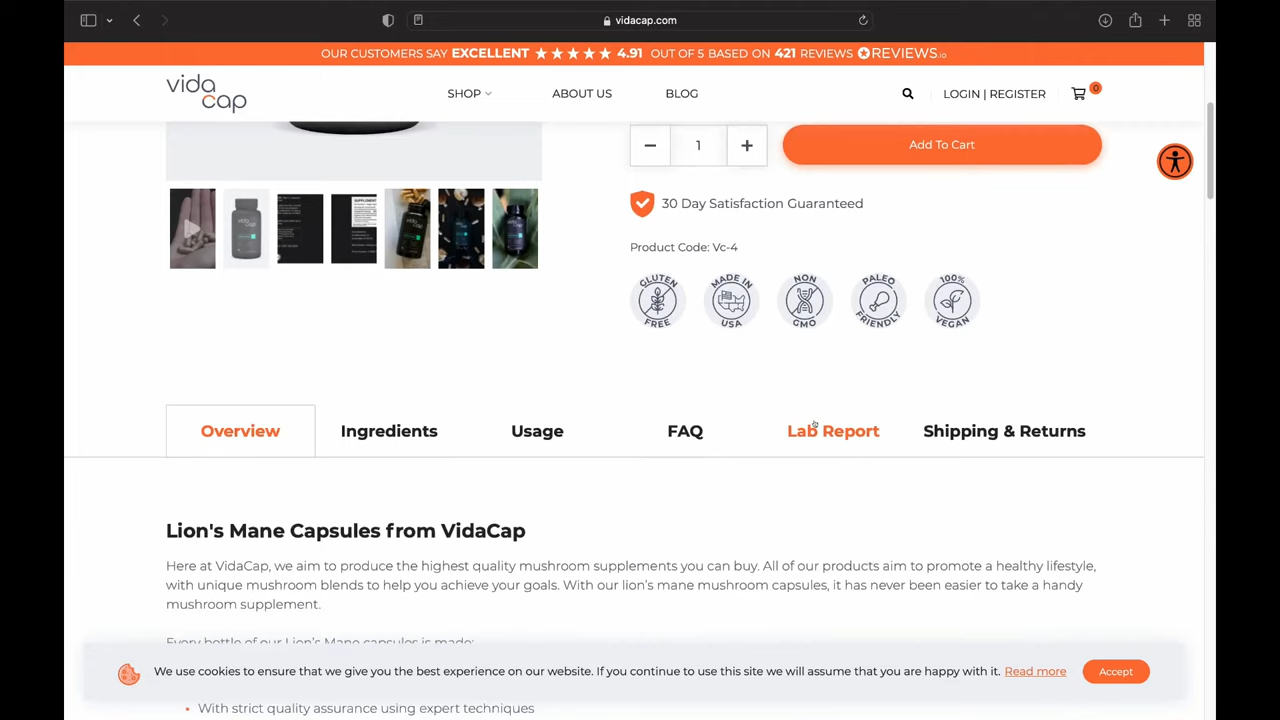 vidacap.com
OUR CUSTOMERS SAY EXCELLENT 4.91 OUT OF 5 BASED ON 421 REVIEWS REVIEWS.io
vida cap
SHOP
ABOUT US
BLOG
LOGIN | REGISTER
0
1
Add To Cart
30 Day Satisfaction Guaranteed
Product Code: Vc-4
GLUTEN FREE
MADE IN USA
NON GMO
PALEO FRIENDLY
100% VEGAN
Overview
Ingredients
Usage
FAQ
Lab Report
Shipping & Returns
Lion's Mane Capsules from VidaCap
Here at VidaCap, we aim to produce the highest quality mushroom supplements you can buy. All of our products aim to promote a healthy lifestyle,
with unique mushroom blends to help you achieve your goals. With our lion's mane mushroom capsules, it has never been easier to take a handy
mushroom supplement.
Every bottle of our Lion's Mane capsules is made:
We use cookies to ensure that we give you the best experience on our website. If you continue to use this site we will assume that you are happy with it. Read more
Accept
With strict quality assurance using expert techniques